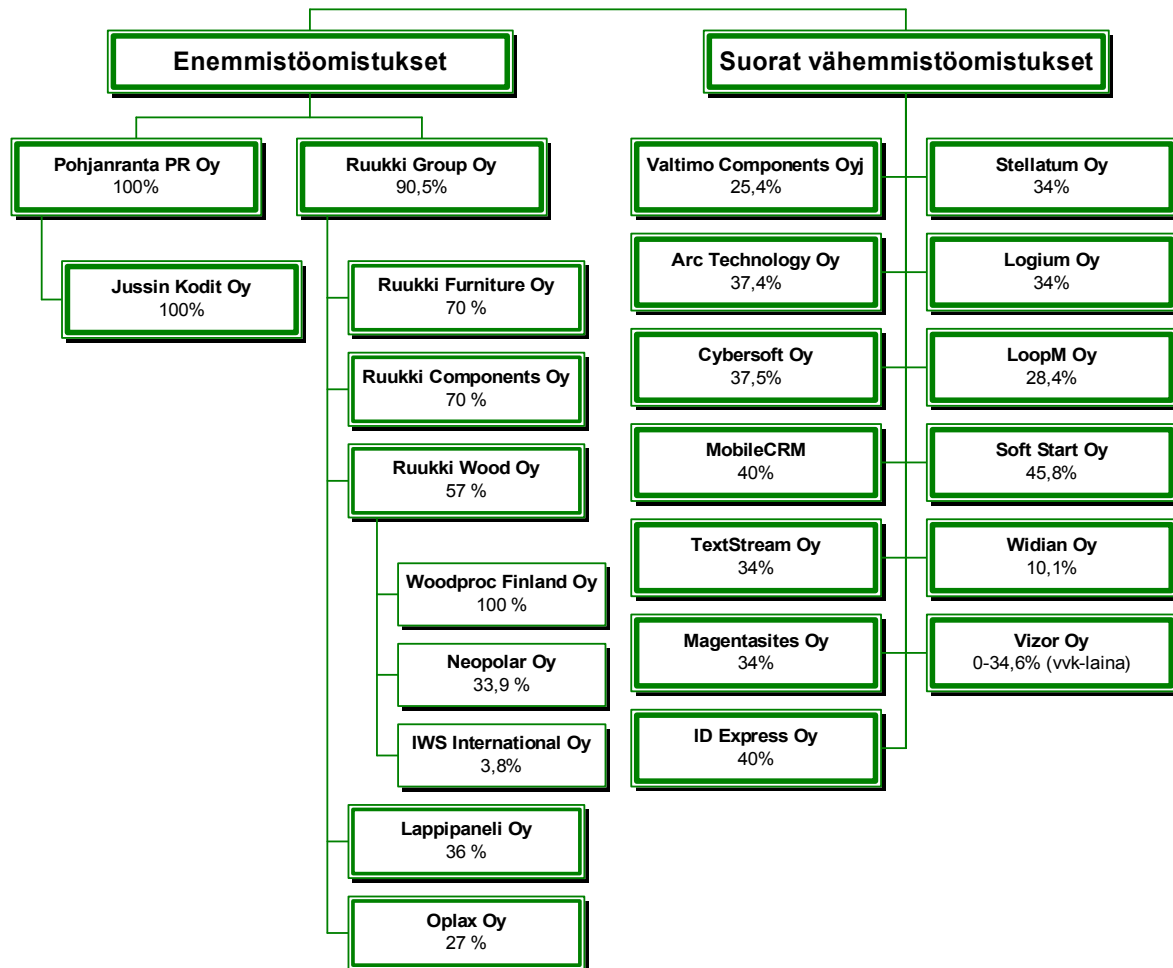 Enemmistöomistukset
Suorat vähemmistöomistukset
Pohjanranta PR Oy
100%
Ruukki Group Oy
90,5%
Jussin Kodit Oy
100%
Ruukki Furniture Oy
70 %
Ruukki Components Oy
70 %
Ruukki Wood Oy
57 %
Woodproc Finland Oy
100 %
Neopolar Oy
33,9 %
IWS International Oy
3,8%
Lappipaneli Oy
36 %
Oplax Oy
27 %
Valtimo Components Oyj
25,4%
Stellatum Oy
34%
Arc Technology Oy
37,4%
Logium Oy
34%
Cybersoft Oy
37,5%
LoopM Oy
28,4%
MobileCRM
40%
Soft Start Oy
45,8%
TextStream Oy
34%
Widian Oy
10,1%
Magentasites Oy
34%
Vizor Oy
0-34,6% (vvk-laina)
ID Express Oy
40%